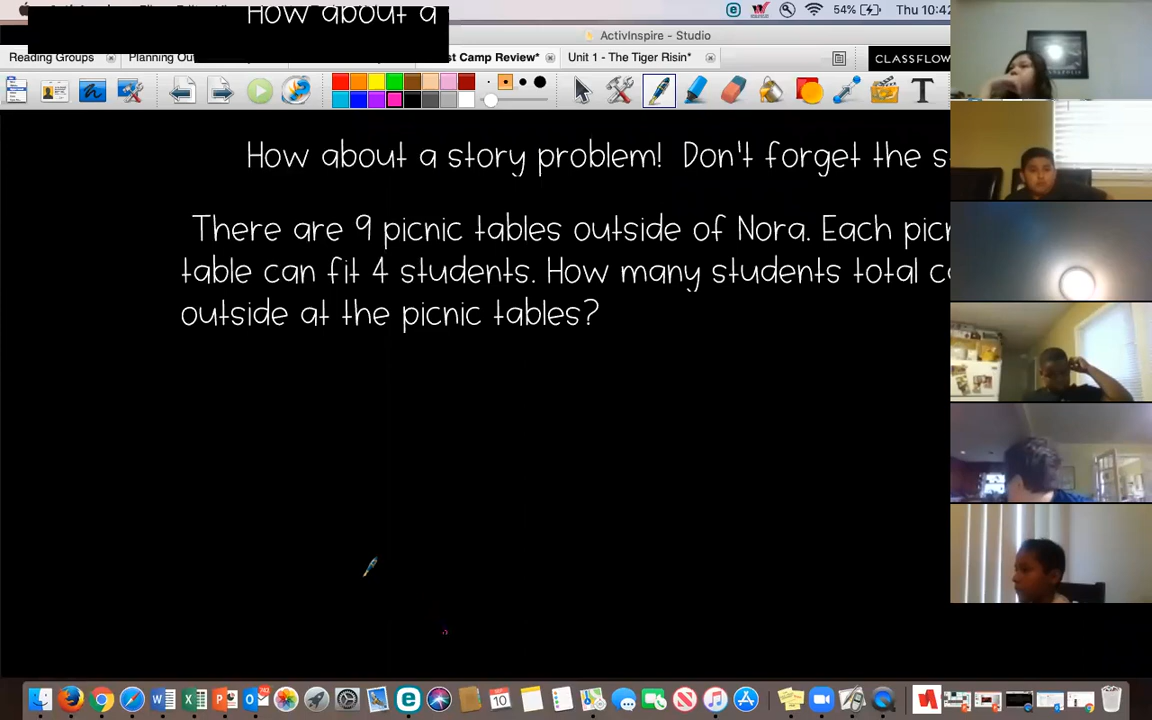 How about a
54% Thu 10:42
ActivInspire - Studio
Reading Groups Planning st Camp Review* Unit 1 - The Tiger Risin* CLASSFLOW
How about a story problem! Don't forget the
There are 9 picnic tables outside of Nora. Each
table can fit 4 students. How many students total
outside at the picnic tables?